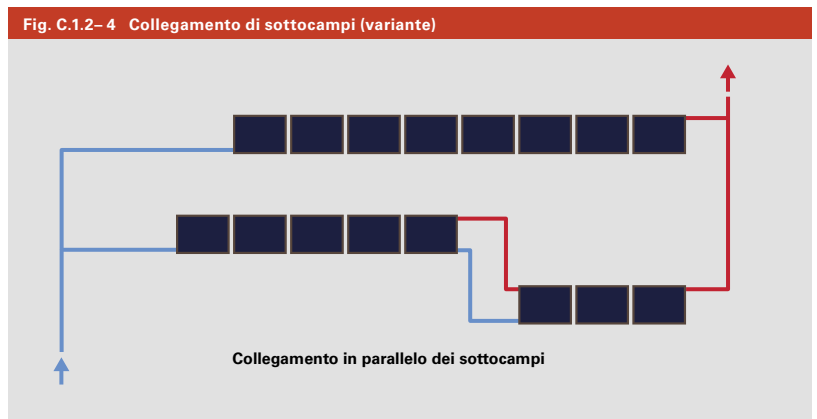 Fig. C.1.2– 4 Collegamento di sottocampi (variante)
Collegamento in parallelo dei sottocampi